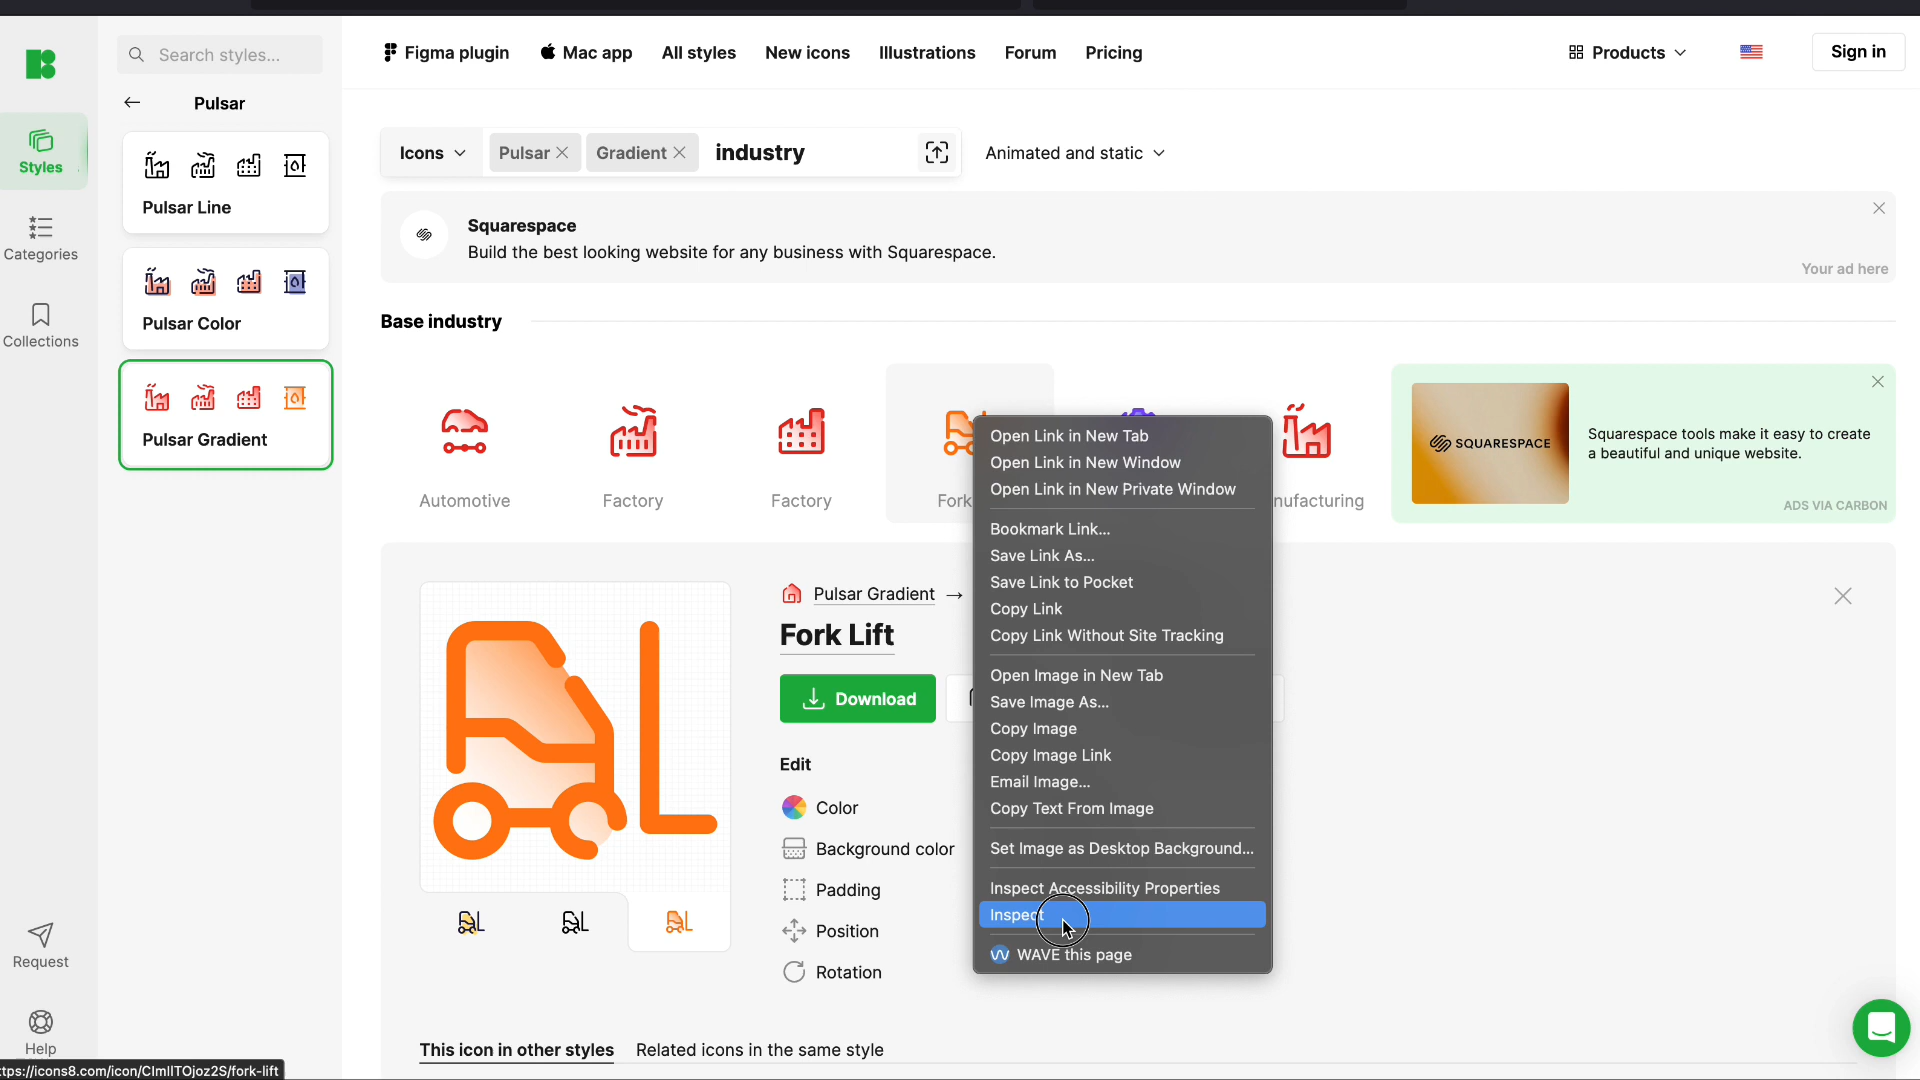 Search styles...
Figma plugin
Mac app
All styles
New icons
Illustrations
Forum
Pricing
Products
Sign in
Pulsar
Styles
Categories
Collections
Pulsar Line
Pulsar Color
Pulsar Gradient
Icons
Pulsar
Gradient
industry
Animated and static
Squarespace
Build the best looking website for any business with Squarespace.
Your ad here
Base industry
Automotive
Factory
Factory
Fork
nufacturing
SQUARESPACE
Squarespace tools make it easy to create
a beautiful and unique website.
ADS VIA CARBON
Pulsar Gradient →
Fork Lift
Download
Edit
Color
Background color
Padding
Position
Rotation
Open Link in New Tab
Open Link in New Window
Open Link in New Private Window
Bookmark Link...
Save Link As...
Save Link to Pocket
Copy Link
Copy Link Without Site Tracking
Open Image in New Tab
Save Image As...
Copy Image
Copy Image Link
Email Image...
Copy Text From Image
Set Image as Desktop Background...
Inspect Accessibility Properties
Inspect
WAVE this page
This icon in other styles
Related icons in the same style
Request
Help